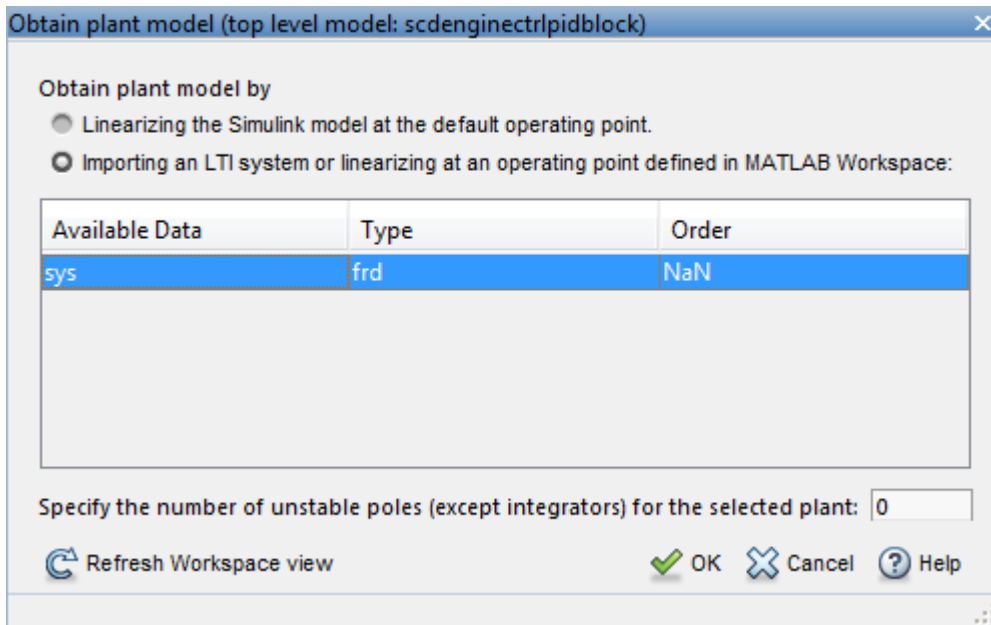 Obtain plant model (top level model: scdenginectrlpidblock)
Obtain plant model by
Linearizing the Simulink model at the default operating point.
Importing an LTI system or linearizing at an operating point defined in MATLAB Workspace:
Available Data Type Order
sys frd NaN
Specify the number of unstable poles (except integrators) for the selected plant: 0
Refresh Workspace view OK Cancel Help